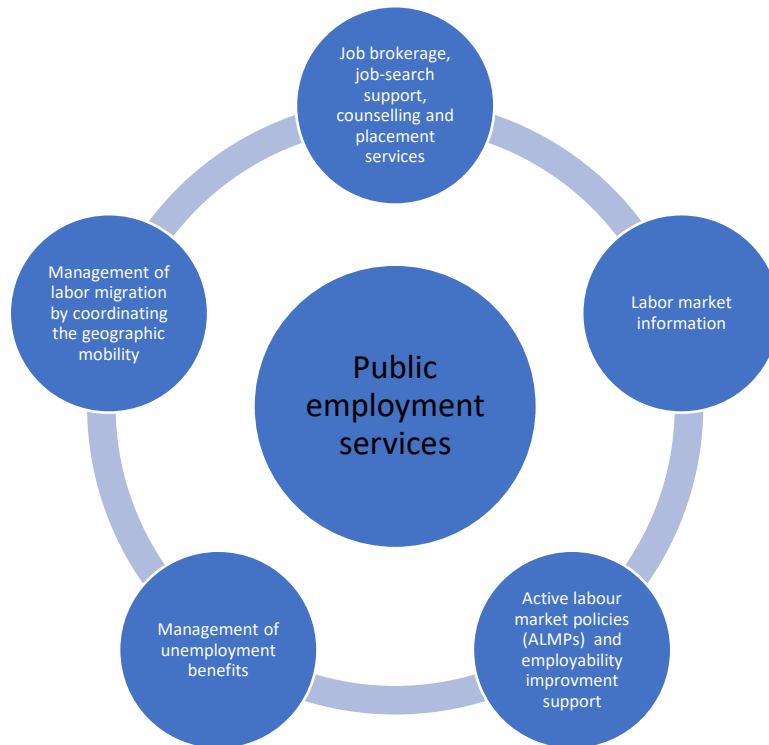 Job brokerage,
job-search
support,
counselling and
placement
services
Labor market
information
Active labour
market policies
(ALMPs) and
employability
improvment
support
Management of
unemployment
benefits
Management of
labor migration
by coordinating
the geographic
mobility
Public
employment
services